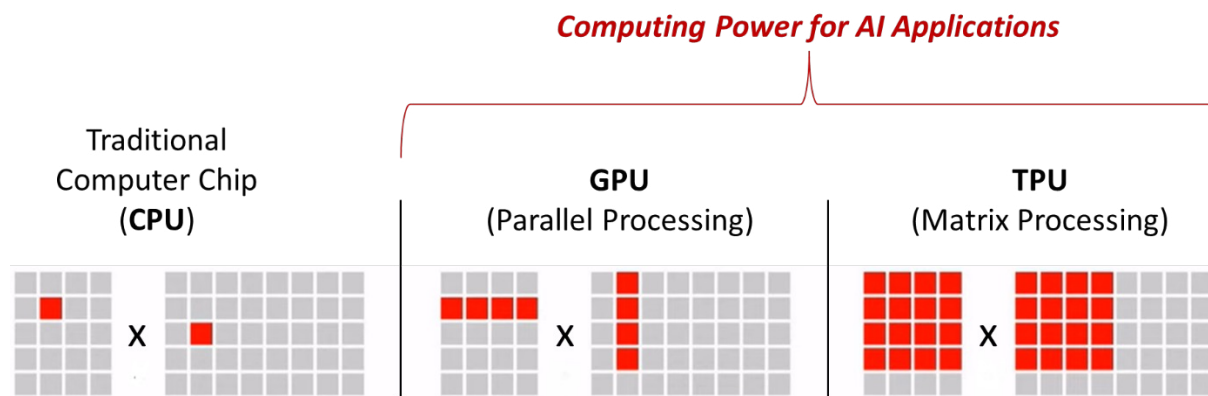 Computing Power for AI Applications
Traditional
Computer Chip
(CPU)
GPU
(Parallel Processing)
TPU
(Matrix Processing)
X
X
X